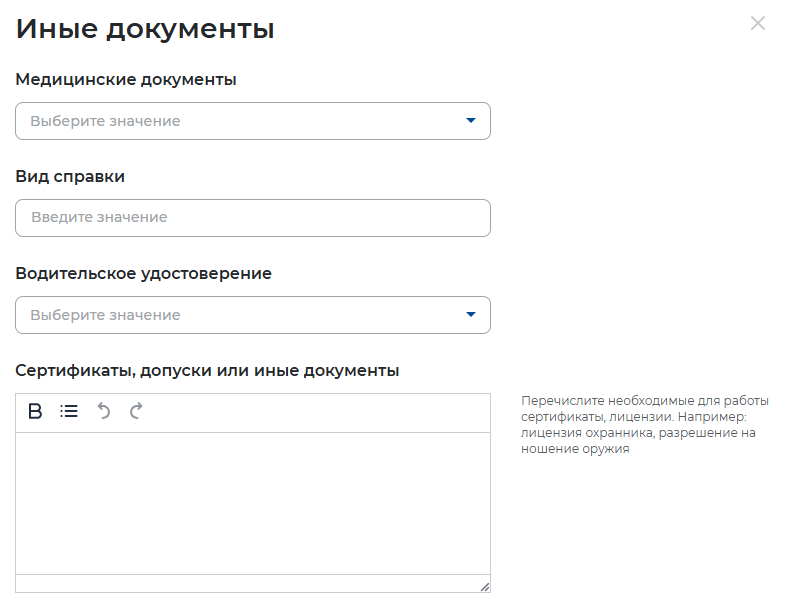 Иные документы
Медицинские документы
Выберите значение
Вид справки
Введите значение
Водительское удостоверение
Выберите значение
Сертификаты, допуски или иные документы
B
Перечислите необходимые для работы
сертификаты, лицензии. Например:
лицензия охранника, разрешение на
ношение оружия